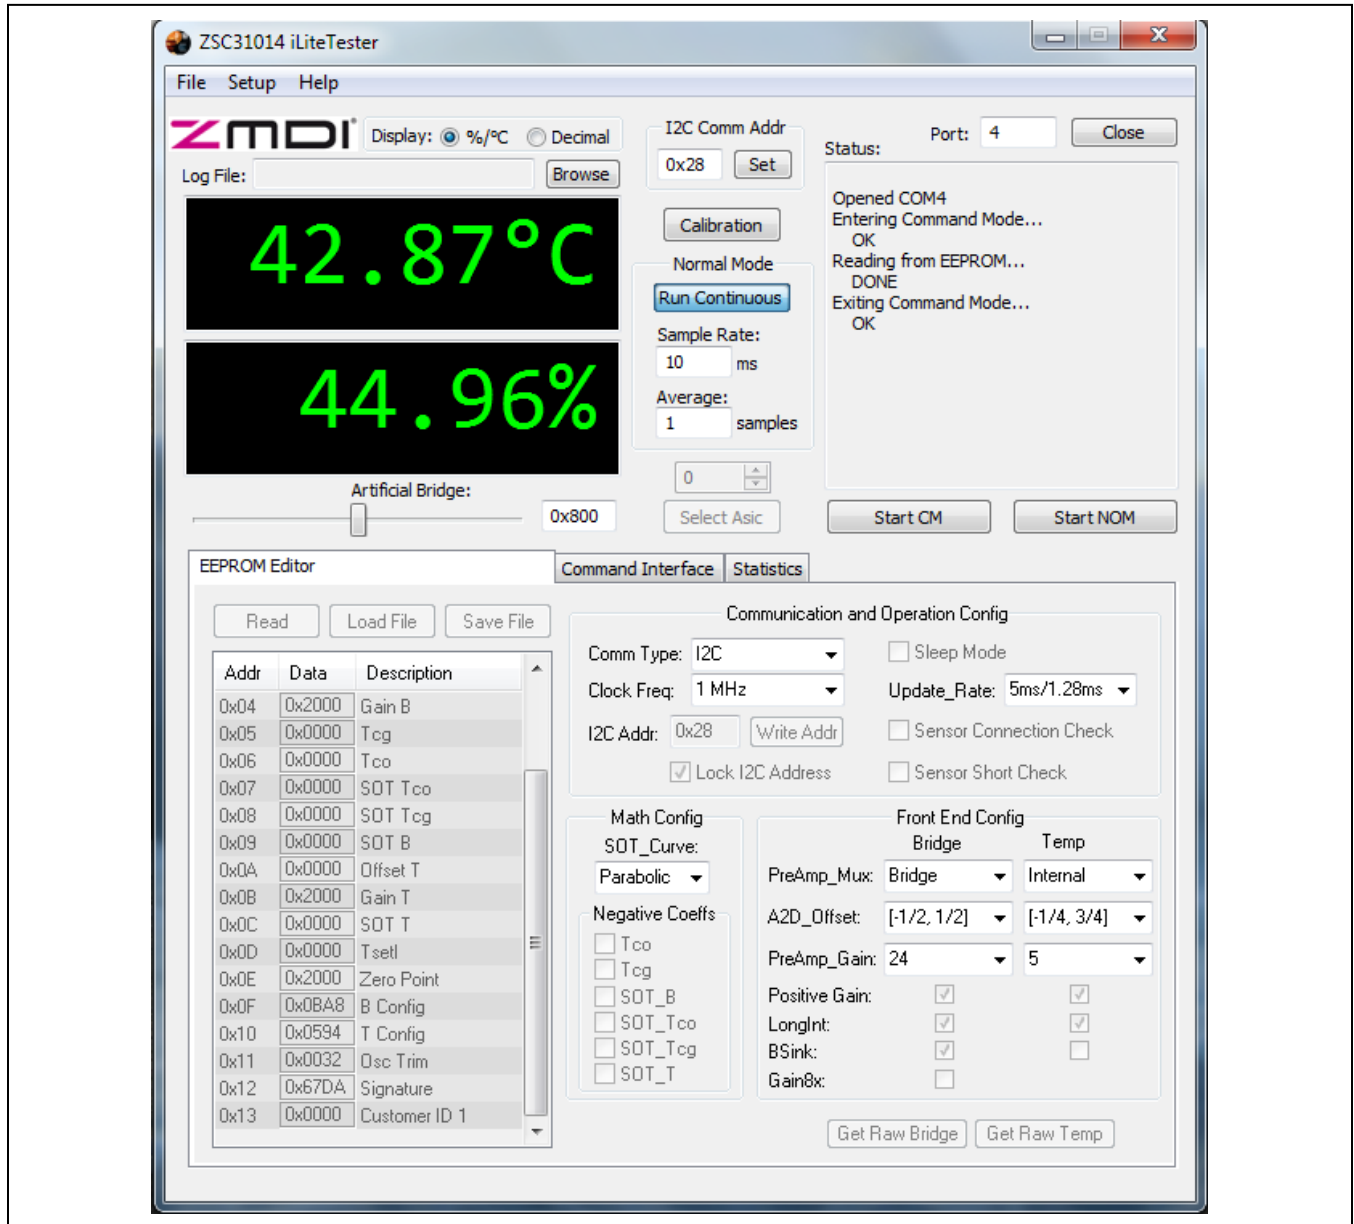 ZSC31014 iLiteTester
File Setup Help
ZMDI
Display: %/°C Decimal
Log File: Browse
42.87°C
44.96%
Artificial Bridge:
0x800
I2C Comm Addr
0x28 Set
Calibration
Normal Mode
Run Continuous
Sample Rate:
10 ms
Average:
1 samples
0
Select Asic
Port: 4 Close
Status:
Opened COM4
Entering Command Mode...
OK
Reading from EEPROM...
DONE
Exiting Command Mode...
OK
Start CM Start NOM
EEPROM Editor Command Interface Statistics
Read Load File Save File
Addr Data Description
0x04 0x2000 Gain B
0x05 0x0000 Tcg
0x06 0x0000 Tco
0x07 0x0000 SOT Tco
0x08 0x0000 SOT Tcg
0x09 0x0000 SOT B
0x0A 0x0000 Offset T
0x0B 0x2000 Gain T
0x0C 0x0000 SOT T
0x0D 0x0000 Tsetl
0x0E 0x2000 Zero Point
0x0F 0x0BA8 B Config
0x10 0x0594 T Config
0x11 0x0032 Osc Trim
0x12 0x67DA Signature
0x13 0x0000 Customer ID 1
Communication and Operation Config
Comm Type: I2C Sleep Mode
Clock Freq: 1 MHz Update_Rate: 5ms/1.28ms
I2C Addr: 0x28 Write Addr Sensor Connection Check
Lock I2C Address Sensor Short Check
Math Config
SOT_Curve:
Parabolic
Negative Coeffs
Tco
Tcg
SOT_B
SOT_Tco
SOT_Tcg
SOT_T
Front End Config
Bridge Temp
PreAmp_Mux: Bridge Internal
A2D_Offset: [-1/2, 1/2] [-1/4, 3/4]
PreAmp_Gain: 24 5
Positive Gain:
LongInt:
BSink:
Gain8x:
Get Raw Bridge Get Raw Temp